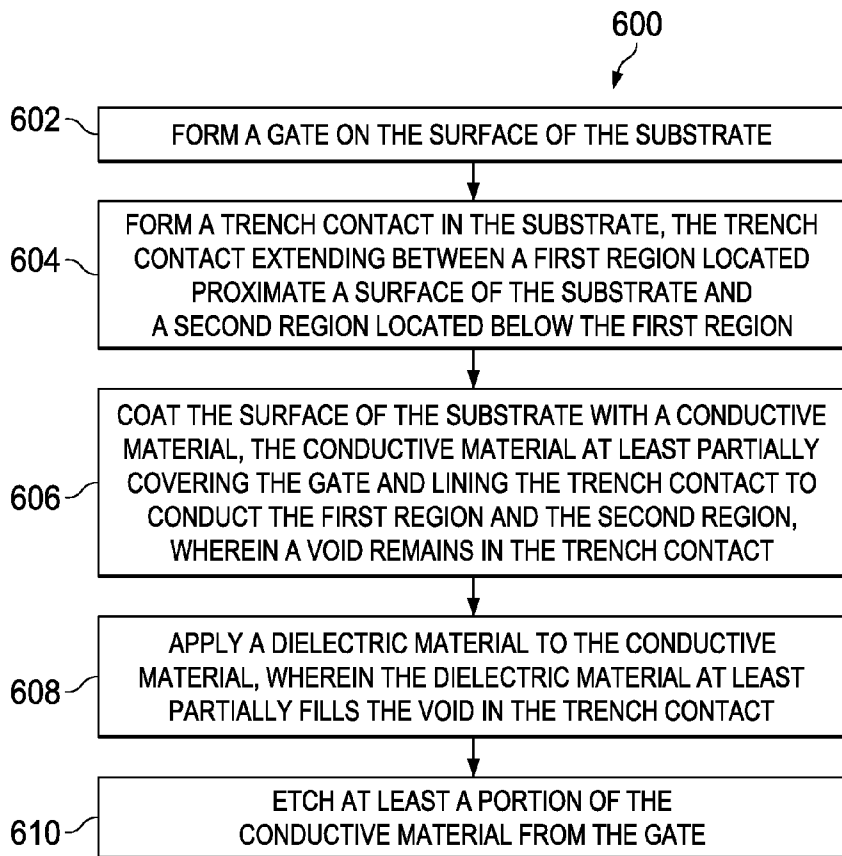 600
602
FORM A GATE ON THE SURFACE OF THE SUBSTRATE
604
FORM A TRENCH CONTACT IN THE SUBSTRATE, THE TRENCH
CONTACT EXTENDING BETWEEN A FIRST REGION LOCATED
PROXIMATE A SURFACE OF THE SUBSTRATE AND
A SECOND REGION LOCATED BELOW THE FIRST REGION
606
COAT THE SURFACE OF THE SUBSTRATE WITH A CONDUCTIVE
MATERIAL, THE CONDUCTIVE MATERIAL AT LEAST PARTIALLY
COVERING THE GATE AND LINING THE TRENCH CONTACT TO
CONDUCT THE FIRST REGION AND THE SECOND REGION,
WHEREIN A VOID REMAINS IN THE TRENCH CONTACT
608
APPLY A DIELECTRIC MATERIAL TO THE CONDUCTIVE
MATERIAL, WHEREIN THE DIELECTRIC MATERIAL AT LEAST
PARTIALLY FILLS THE VOID IN THE TRENCH CONTACT
610
ETCH AT LEAST A PORTION OF THE
CONDUCTIVE MATERIAL FROM THE GATE